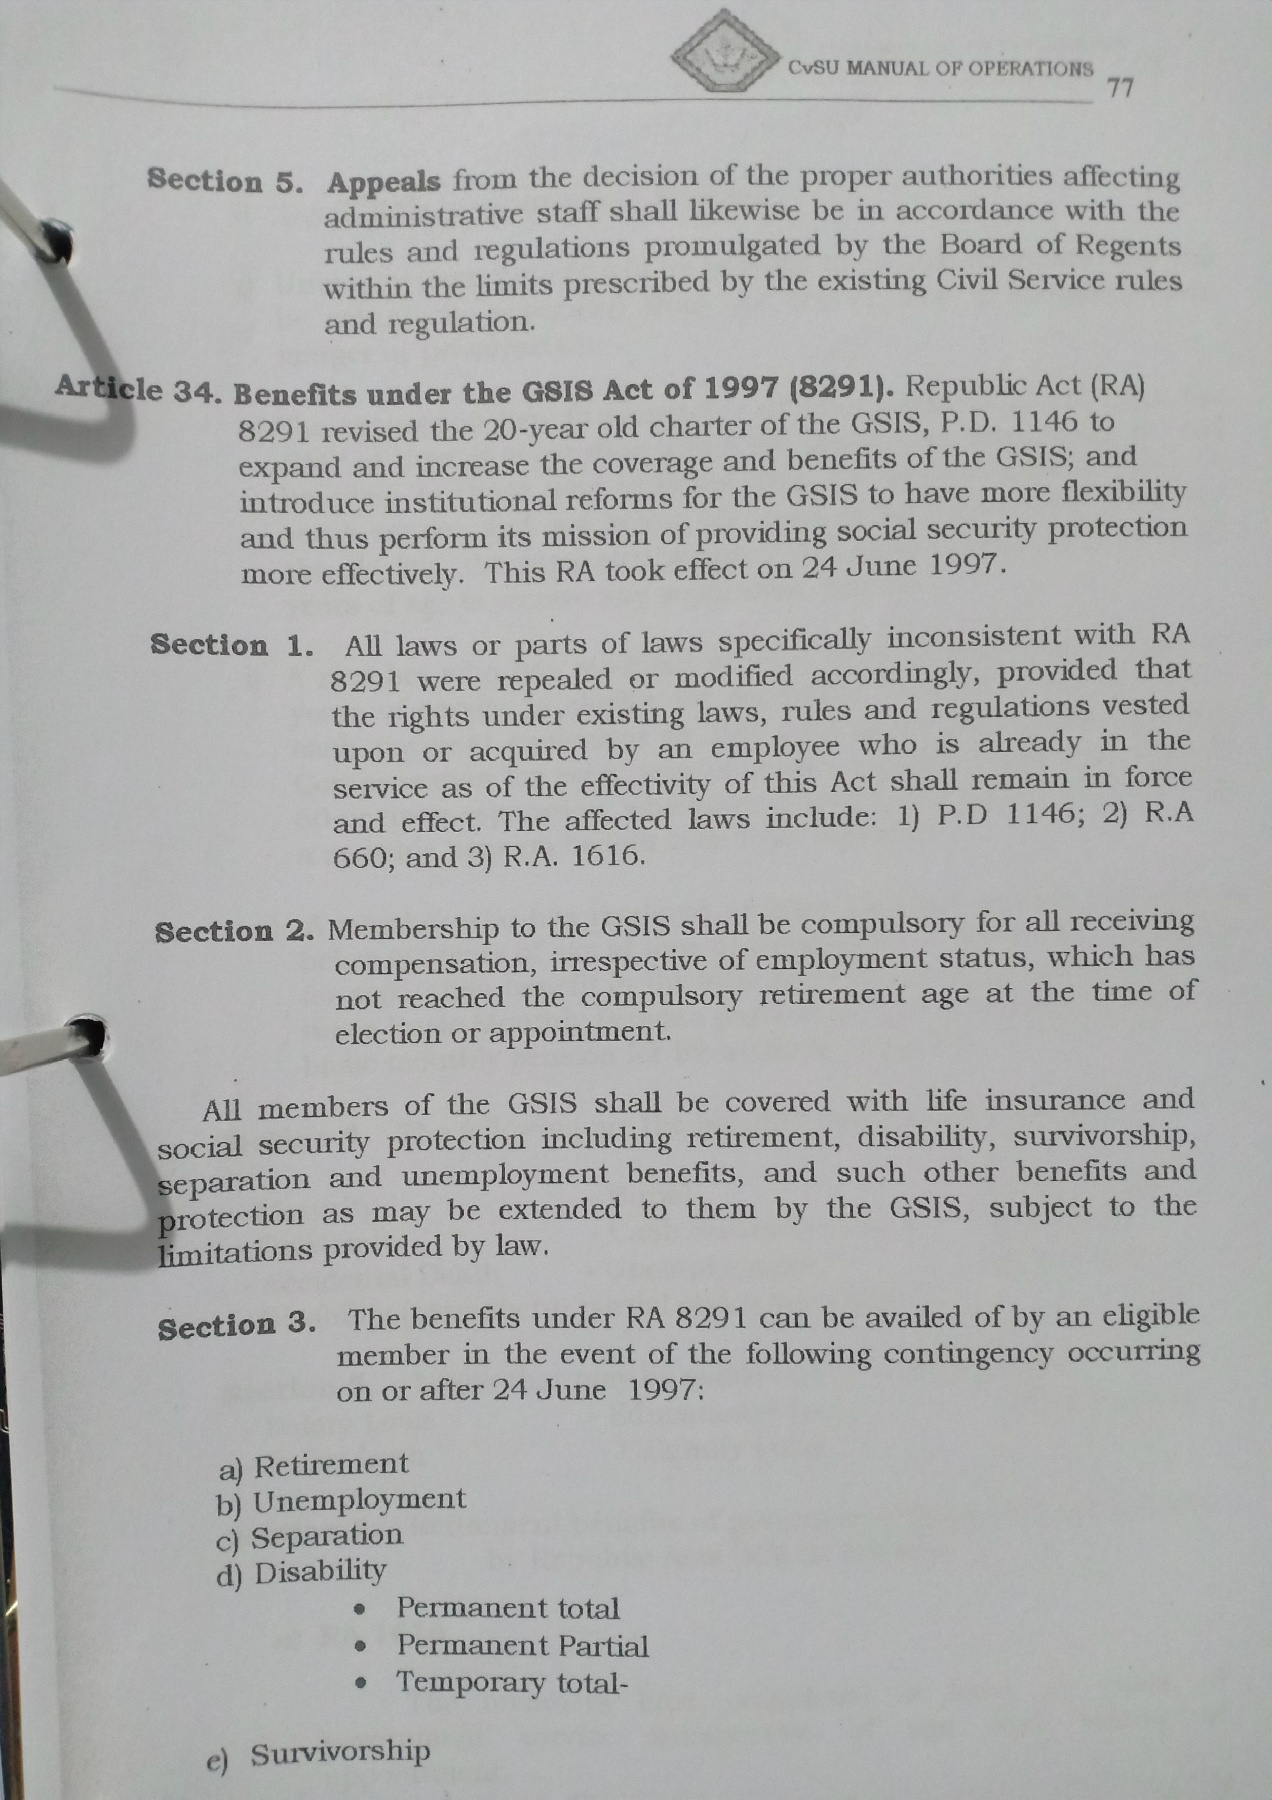 CvSU MANUAL OF OPERATIONS
77
Section 5. Appeals from the decision of the proper authorities affecting
administrative staff shall likewise be in accordance with the
rules and regulations promulgated by the Board of Regents
within the limits prescribed by the existing Civil Service rules
and regulation.
Article 34. Benefits under the GSIS Act of 1997 (8291). Republic Act (RA)
8291 revised the 20-year old charter of the GSIS, P.D. 1146 to
expand and increase the coverage and benefits of the GSIS; and
introduce institutional reforms for the GSIS to have more flexibility
and thus perform its mission of providing social security protection
more effectively. This RA took effect on 24 June 1997.
Section 1. All laws or parts of laws specifically inconsistent with RA
8291 were repealed or modified accordingly, provided that
the rights under existing laws, rules and regulations vested
upon or acquired by an employee who is already in the
service as of the effectivity of this Act shall remain in force
and effect. The affected laws include: 1) P.D 1146; 2) R.A
660; and 3) R.A. 1616.
Section 2. Membership to the GSIS shall be compulsory for all receiving
compensation, irrespective of employment status, which has
not reached the compulsory retirement age at the time of
election or appointment.
All members of the GSIS shall be covered with life insurance and
social security protection including retirement, disability, survivorship,
separation and unemployment benefits, and such other benefits and
protection as may be extended to them by the GSIS, subject to the
limitations provided by law.
Section 3. The benefits under RA 8291 can be availed of by an eligible
member in the event of the following contingency occurring
on or after 24 June 1997:
a) Retirement
b) Unemployment
c) Separation
d) Disability
• Permanent total
• Permanent Partial
• Temporary total-
e) Survivorship